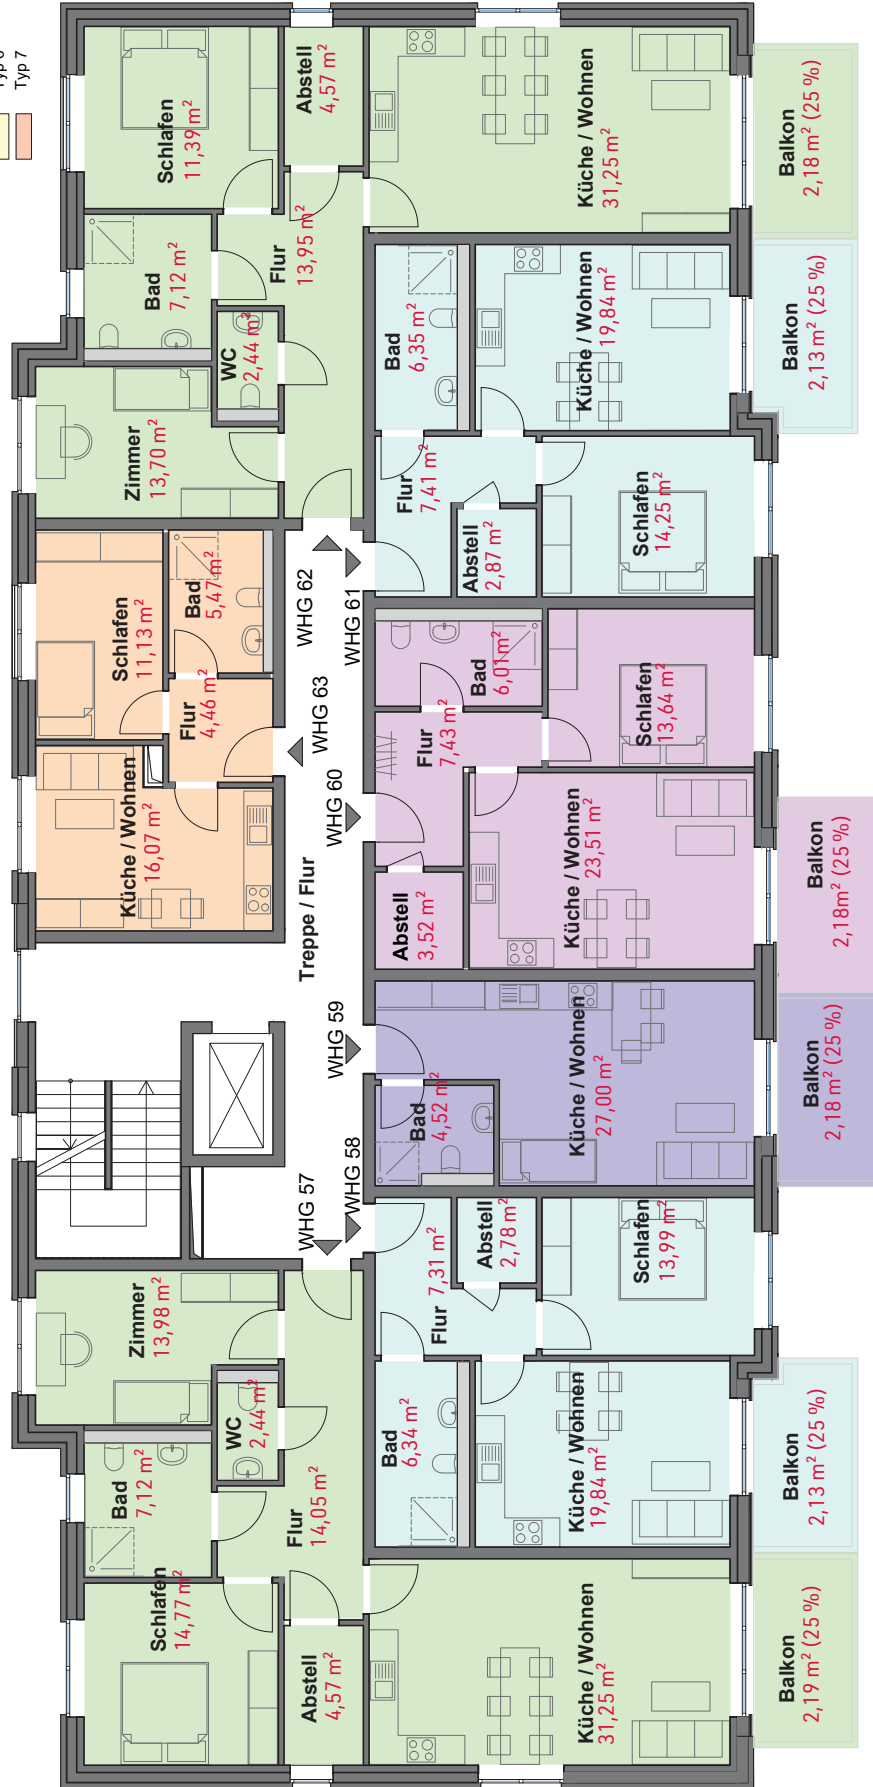 Typ 7
Schlafen
11,39 m²
Abstell
4,57 m²
Küche / Wohnen
31,25 m²
Balkon
2,18 m² (25 %)
Bad
7,12 m²
Flur
13,95 m²
WC
2,44 m²
Zimmer
13,70 m²
Bad
6,35 m²
Küche / Wohnen
19,84 m²
Balkon
2,13 m² (25 %)
Flur
7,41 m²
Abstell
2,87 m²
Schlafen
14,25 m²
Schlafen
11,13 m²
Bad
5,47 m²
Flur
4,46 m²
Küche / Wohnen
16,07 m²
WHG 62
WHG 61
WHG 63
WHG 60
Treppe / Flur
WHG 59
WHG 58
WHG 57
Bad
6,01 m²
Flur
7,43 m²
Schlafen
13,64 m²
Abstell
3,52 m²
Küche / Wohnen
23,51 m²
Balkon
2,18m² (25 %)
Küche / Wohnen
27,00 m²
Bad
4,52 m²
Balkon
2,18 m² (25 %)
Flur
7,31 m²
Abstell
2,78 m²
Schlafen
13,99 m²
Bad
6,34 m²
Küche / Wohnen
19,84 m²
Balkon
2,13 m² (25 %)
Zimmer
13,98 m²
WC
2,44 m²
Bad
7,12 m²
Flur
14,05 m²
Schlafen
14,77 m²
Abstell
4,57 m²
Küche / Wohnen
31,25 m²
Balkon
2,19 m² (25 %)